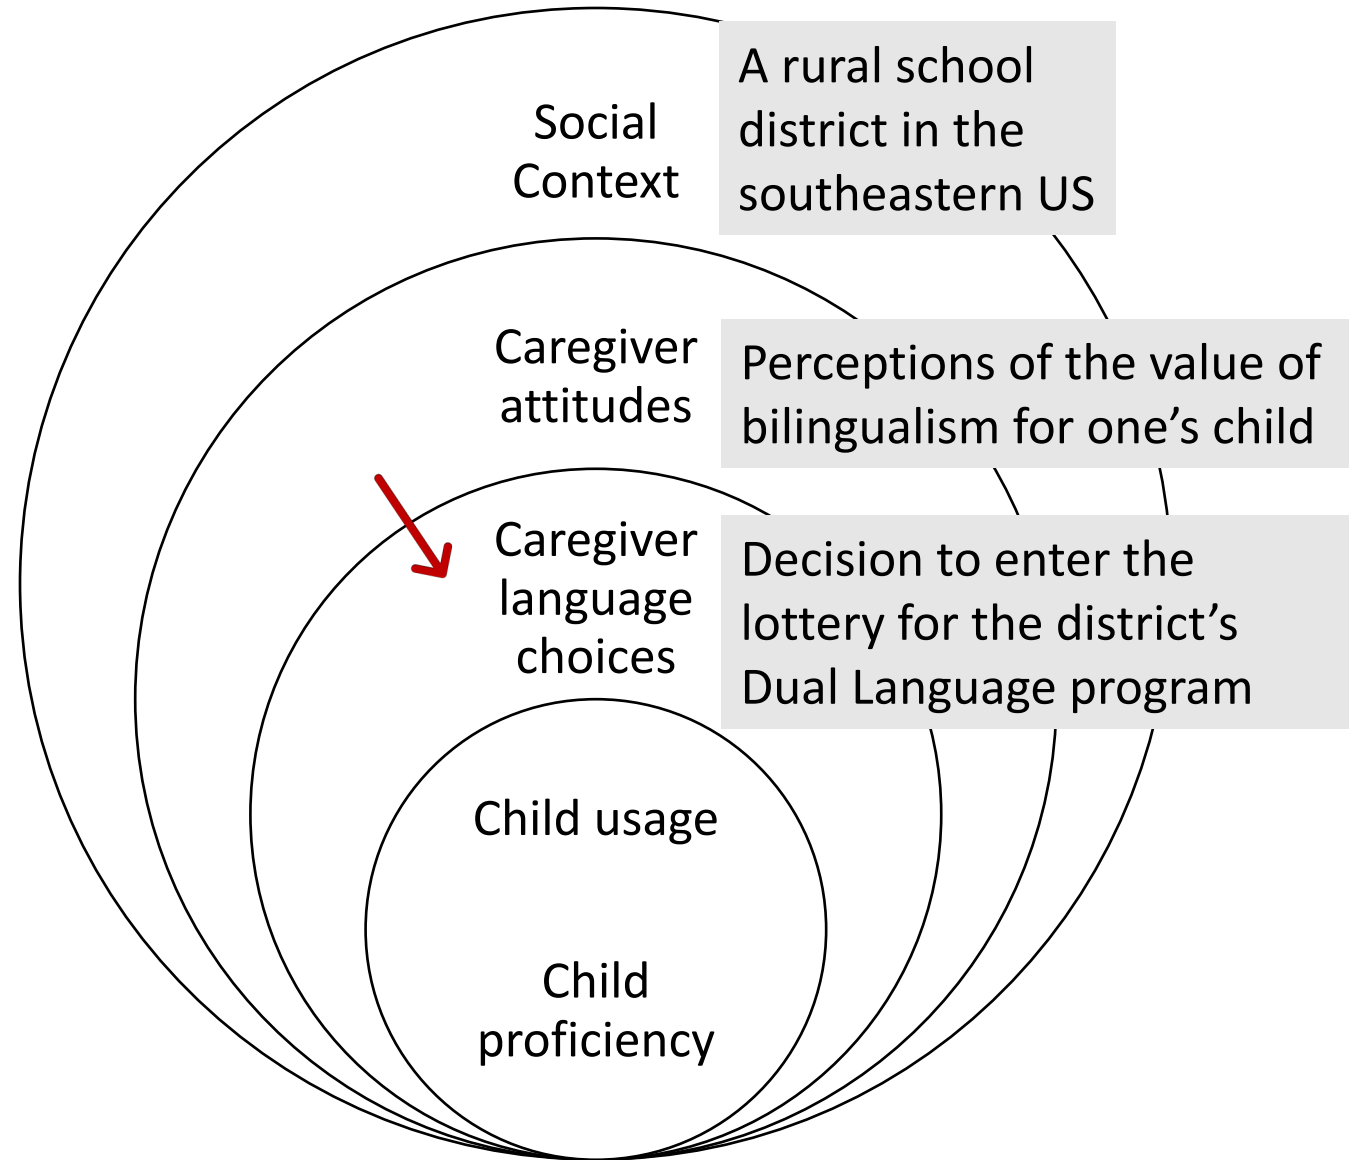 Social
Context
A rural school
district in the
southeastern US
Caregiver
attitudes
Perceptions of the value of
bilingualism for one’s child
Caregiver
language
choices
Decision to enter the
lottery for the district’s
Dual Language program
Child usage
Child
proficiency